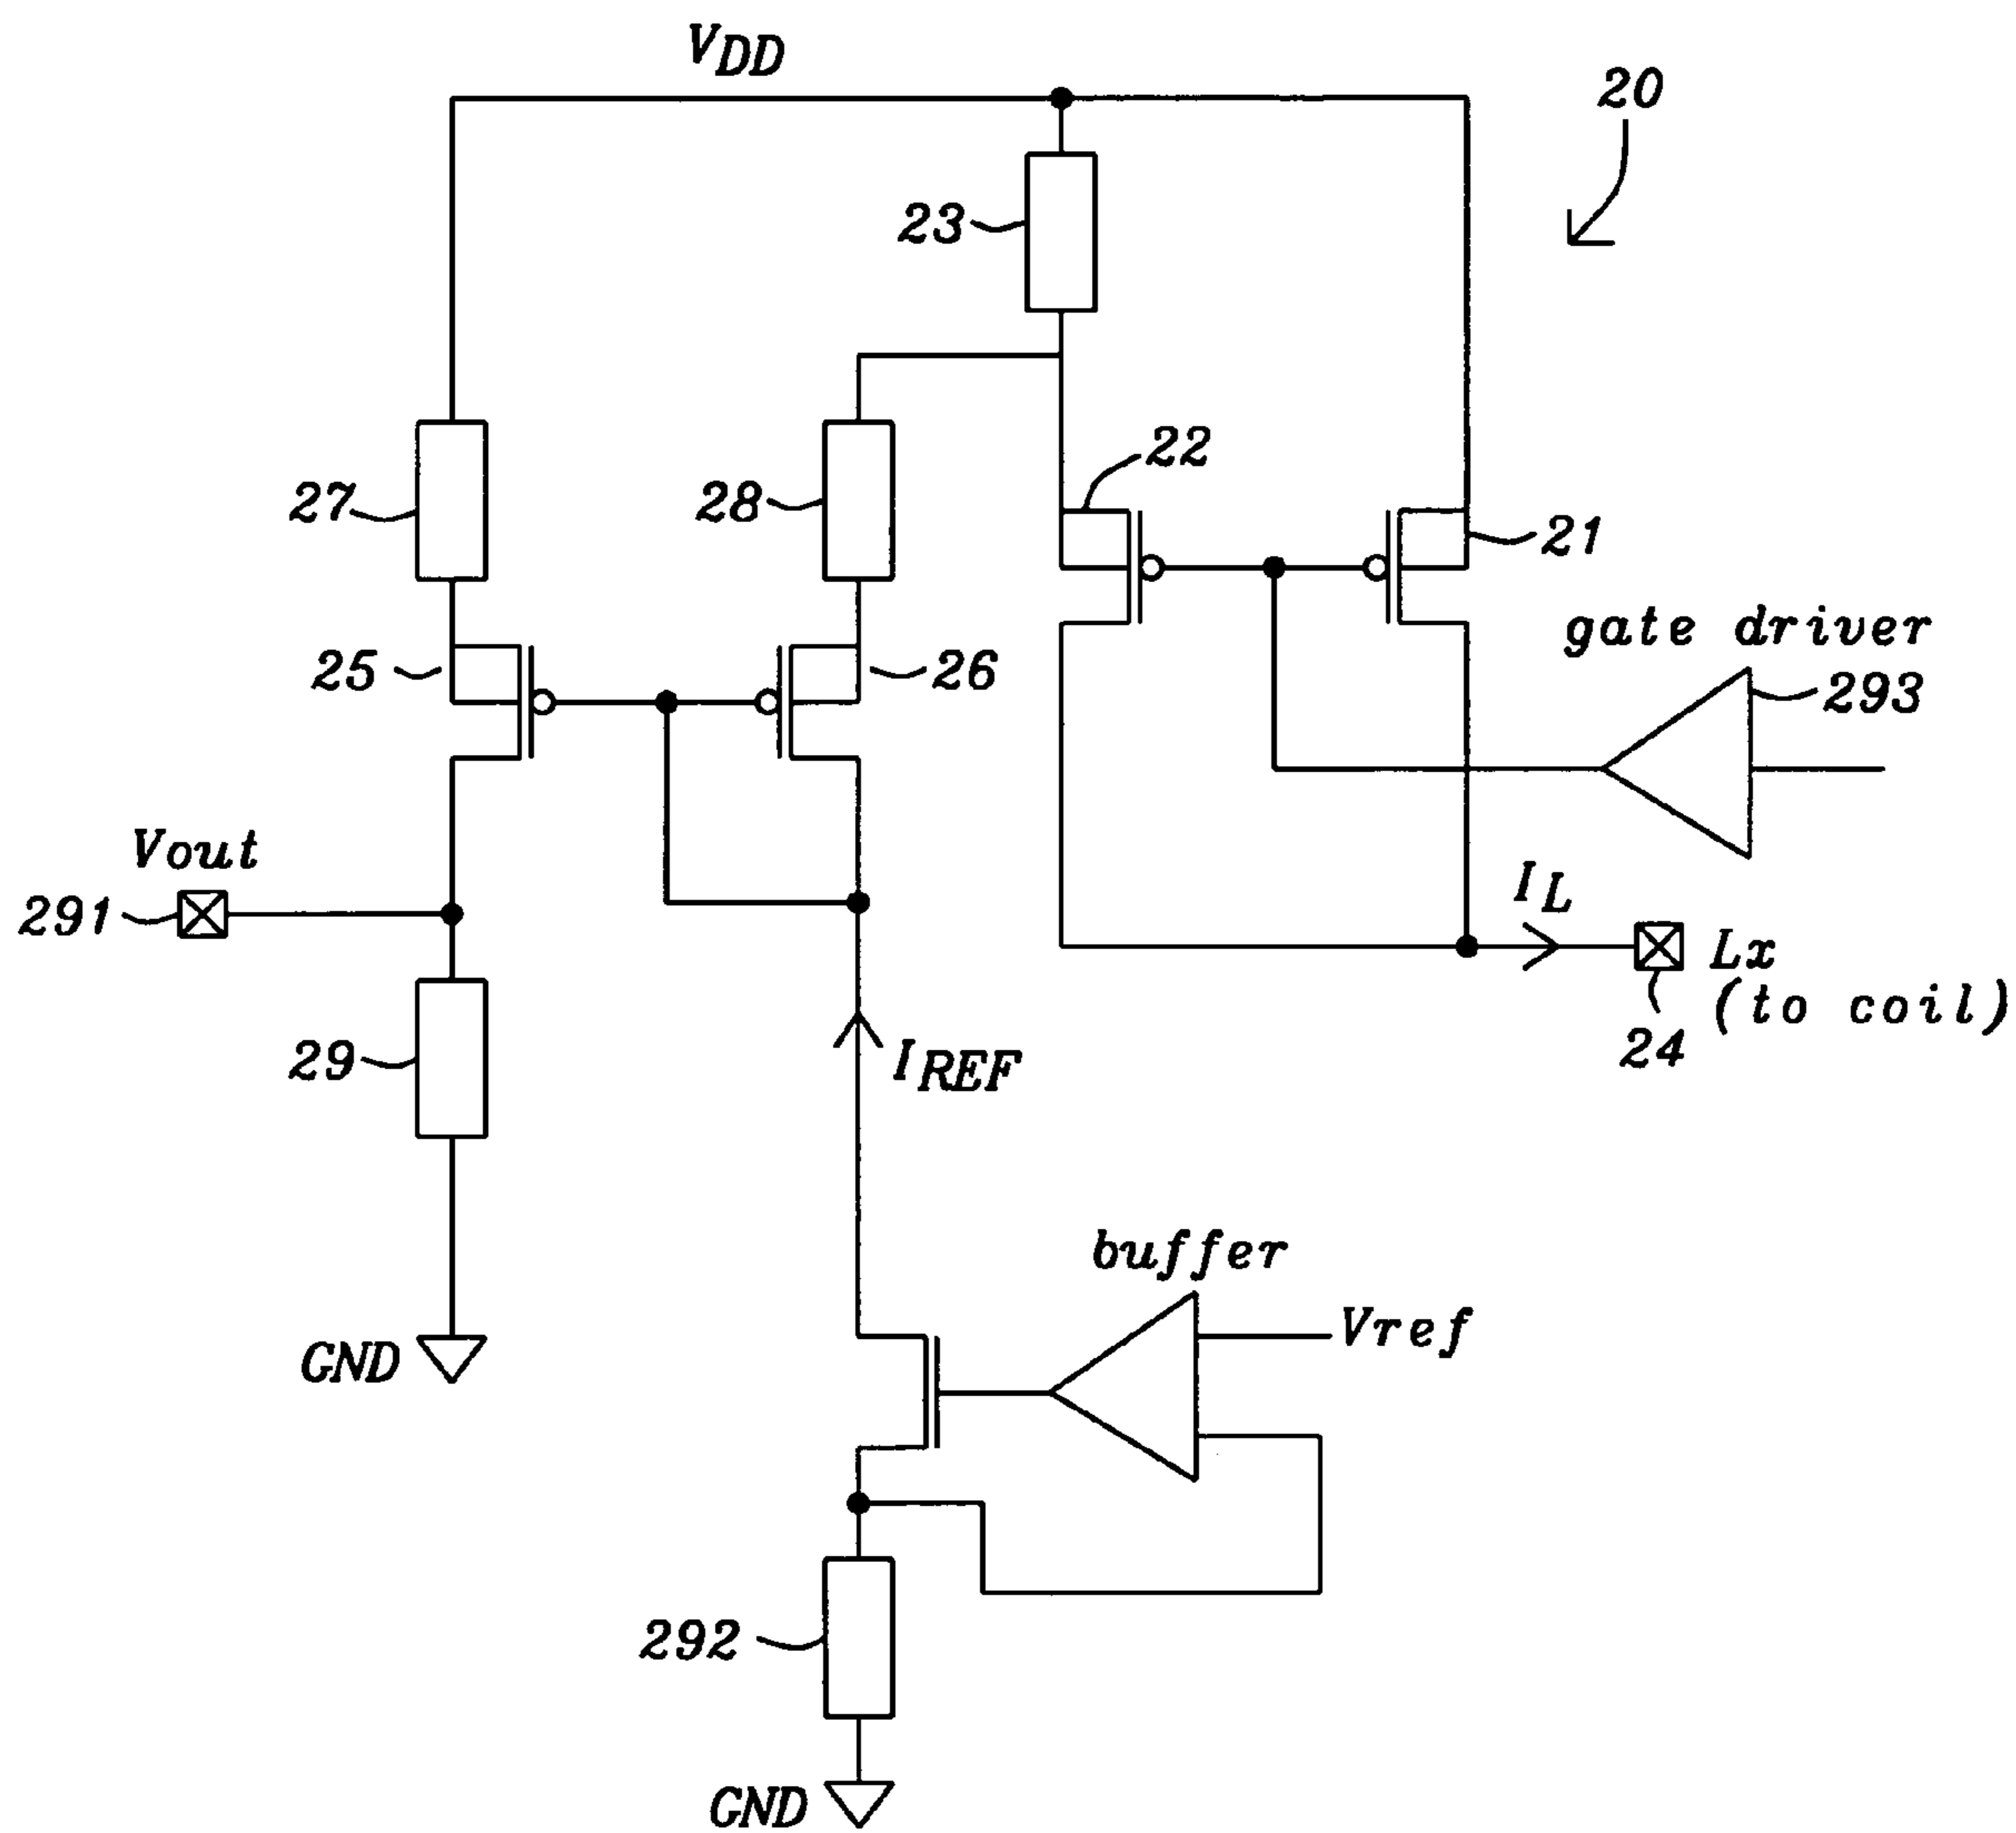 VDD
20
23
22
27
28
21
gate driver
25
26
293
Vout
291
IL
Lx
(to coil)
24
29
IREF
buffer
Vref
GND
292
GND